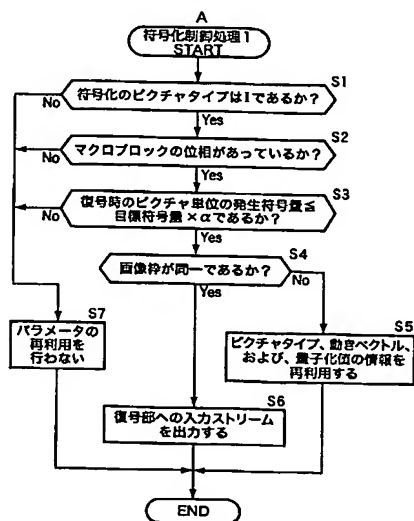 A
符号化制御処理1
START
S1
符号化のピクチャタイプはIであるか?
No
Yes
S2
マクロブロックの位相があっているか?
No
Yes
S3
復号時のピクチャ単位の発生符号量≦
目標符号量×αであるか?
No
Yes
S4
画像枠が同一であるか?
No
Yes
S7
パラメータの
再利用を
行わない
S5
ピクチャタイプ、動きベクトル、
および、量子化値の情報を
再利用する
S6
復号部への入力ストリーム
を出力する
END